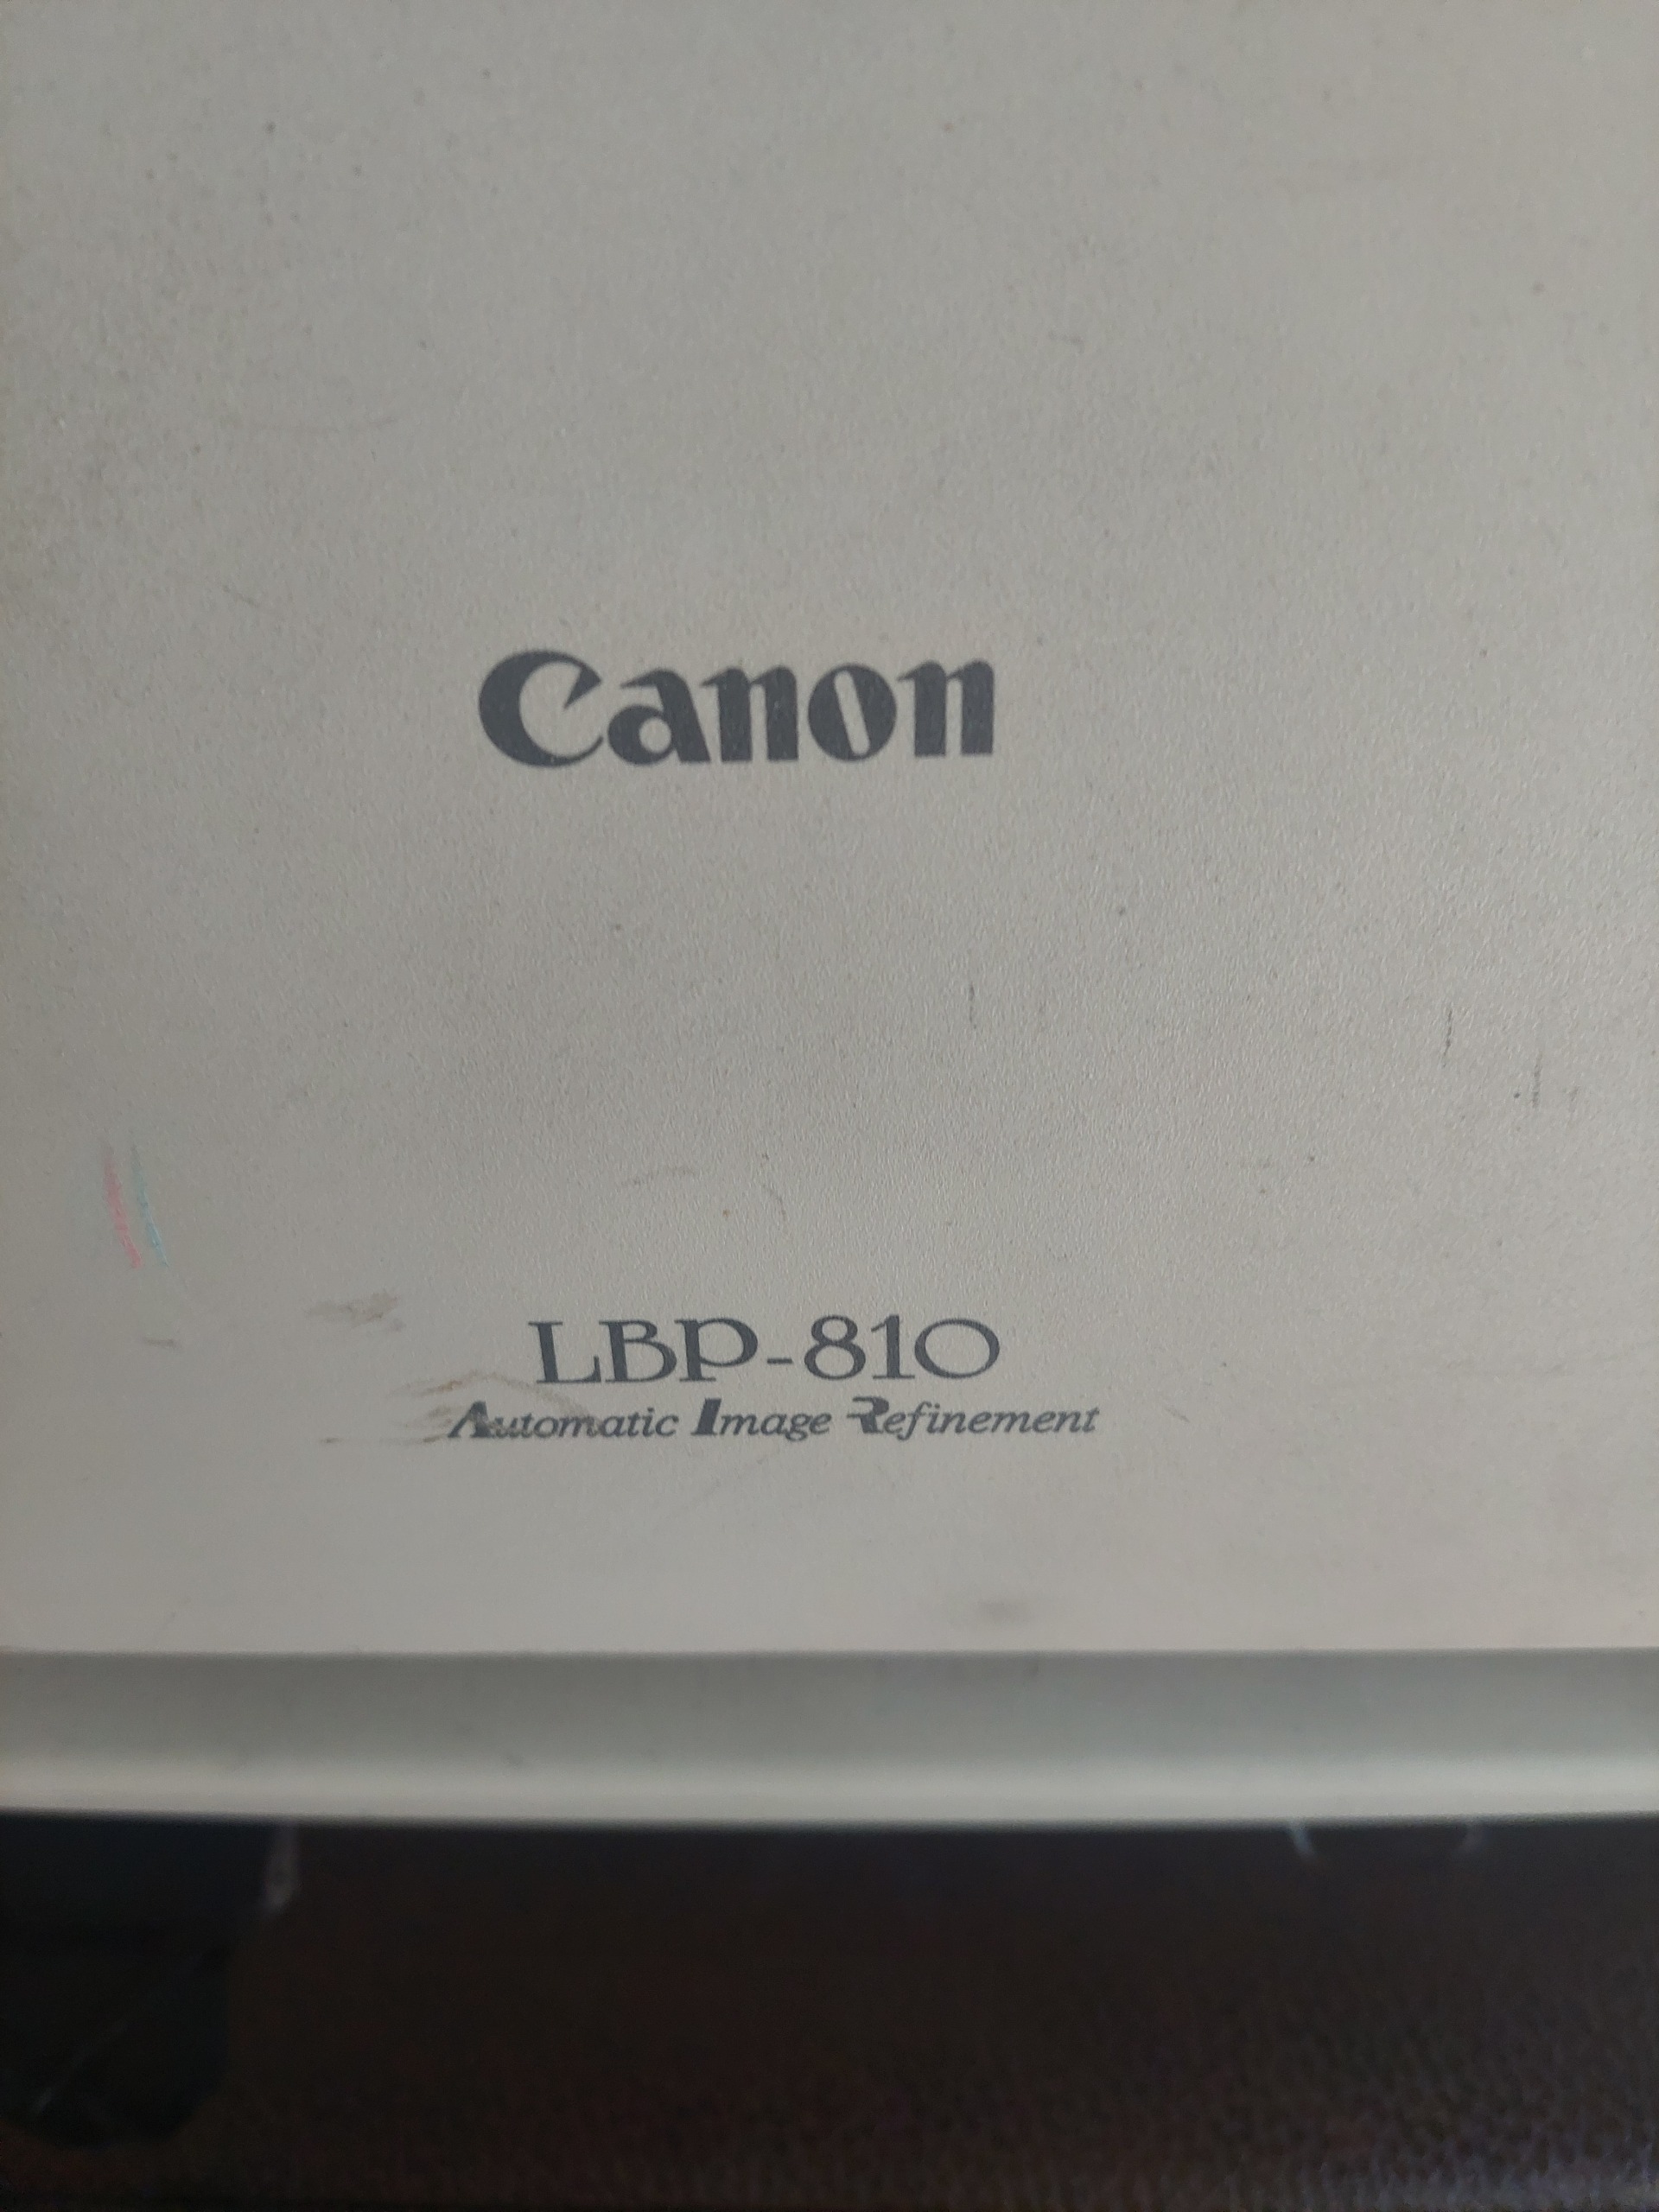 Canon
LBP-810
Automatic Image Refinement